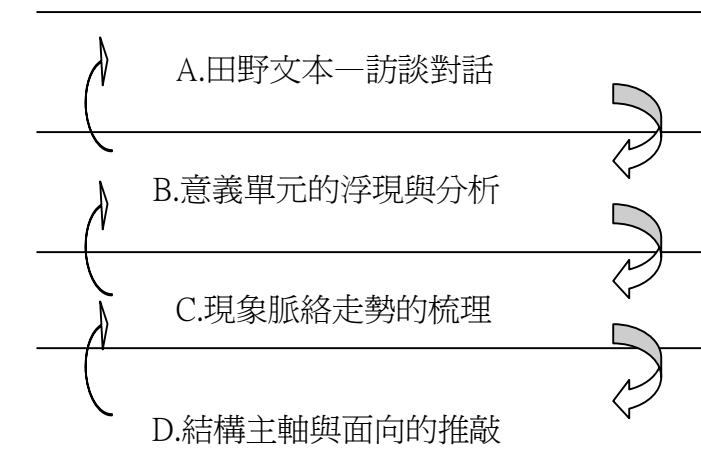 A.田野文本—訪談對話
B.意義單元的浮現與分析
C.現象脈絡走勢的梳理
D.結構主軸與面向的推敲